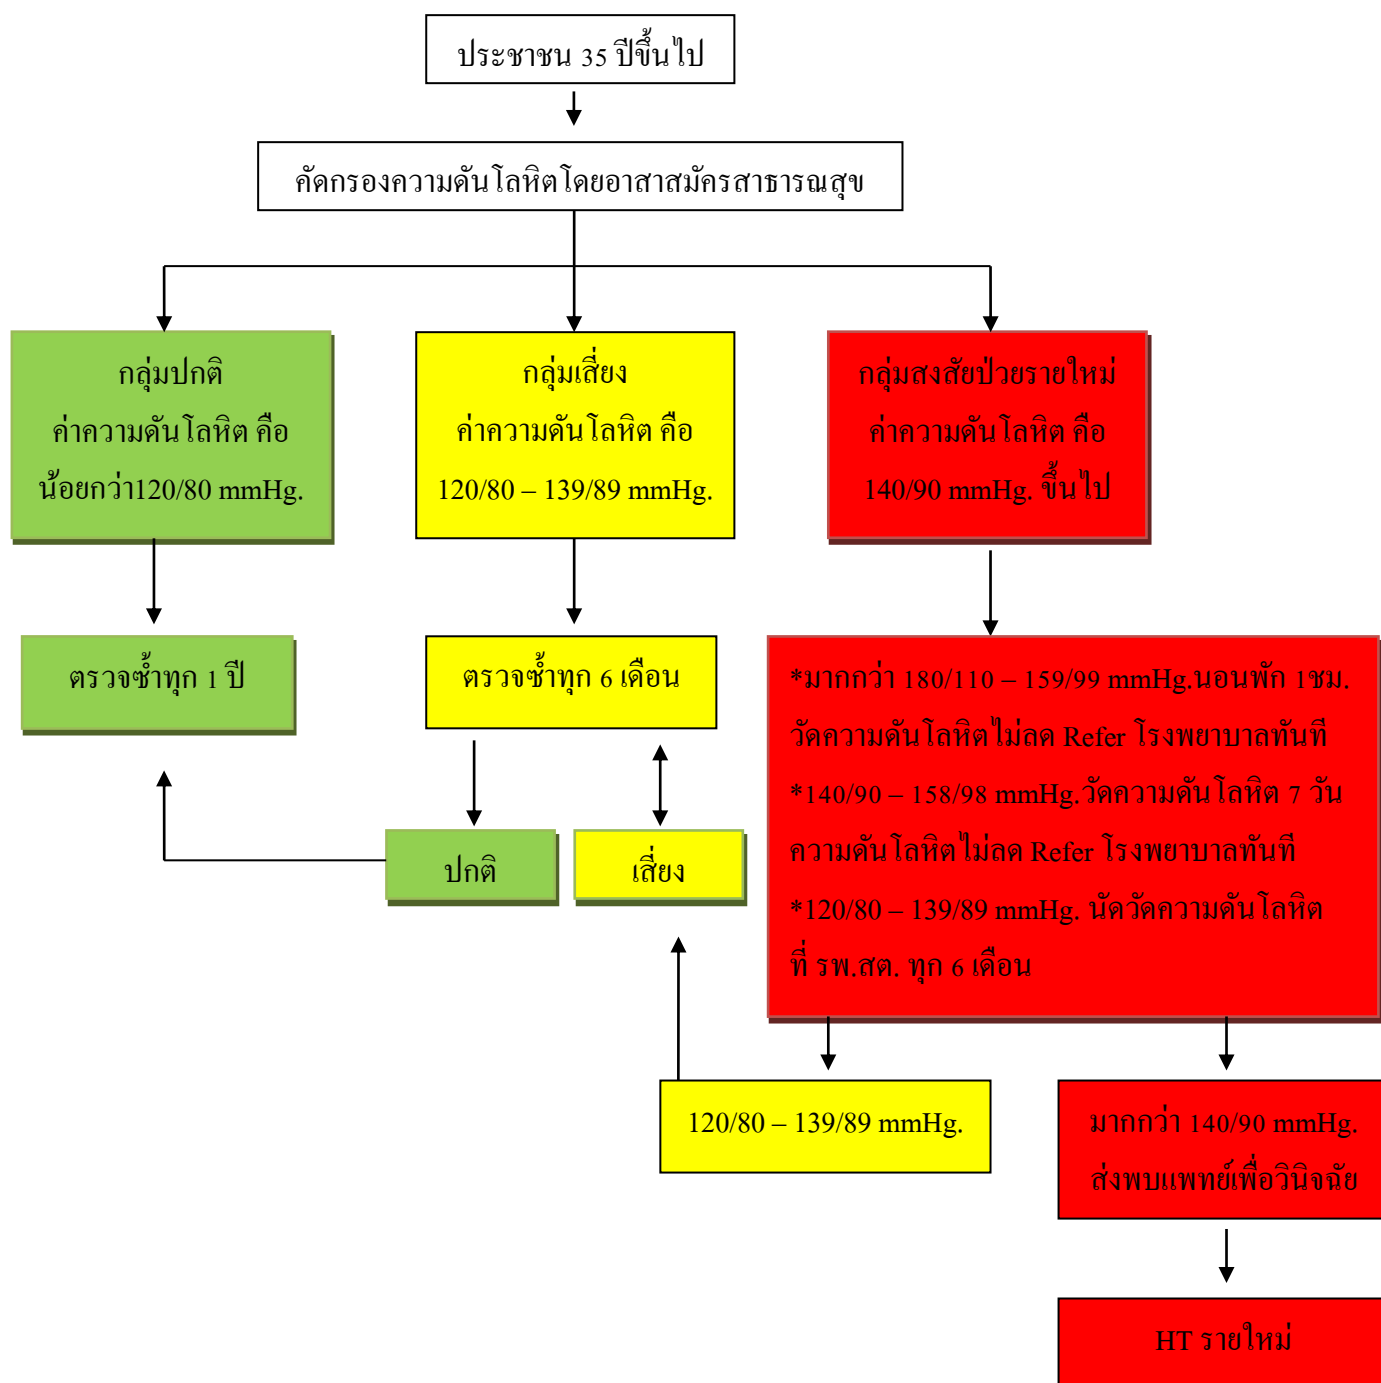 ประชาชน 35 ปีขึ้นไป
คัดกรองความดันโลหิตโดยอาสาสมัครสาธารณสุข
กลุ่มปกติ
ค่าความดันโลหิต คือ
น้อยกว่า120/80 mmHg.
กลุ่มเสี่ยง
ค่าความดันโลหิต คือ
120/80 – 139/89 mmHg.
กลุ่มสงสัยป่วยรายใหม่
ค่าความดันโลหิต คือ
140/90 mmHg. ขึ้นไป
ตรวจซ้ำทุก 1 ปี
ตรวจซ้ำทุก 6 เดือน
*มากกว่า 180/110 – 159/99 mmHg.นอนพัก 1ชม.
วัดความดันโลหิตไม่ลด Refer โรงพยาบาลทันที
*140/90 – 158/98 mmHg.วัดความดันโลหิต 7 วัน
ความดันโลหิตไม่ลด Refer โรงพยาบาลทันที
*120/80 – 139/89 mmHg. นัดวัดความดันโลหิต
ที่ รพ.สต. ทุก 6 เดือน
ปกติ
เสี่ยง
120/80 – 139/89 mmHg.
มากกว่า 140/90 mmHg.
ส่งพบแพทย์เพื่อวินิจฉัย
HT รายใหม่